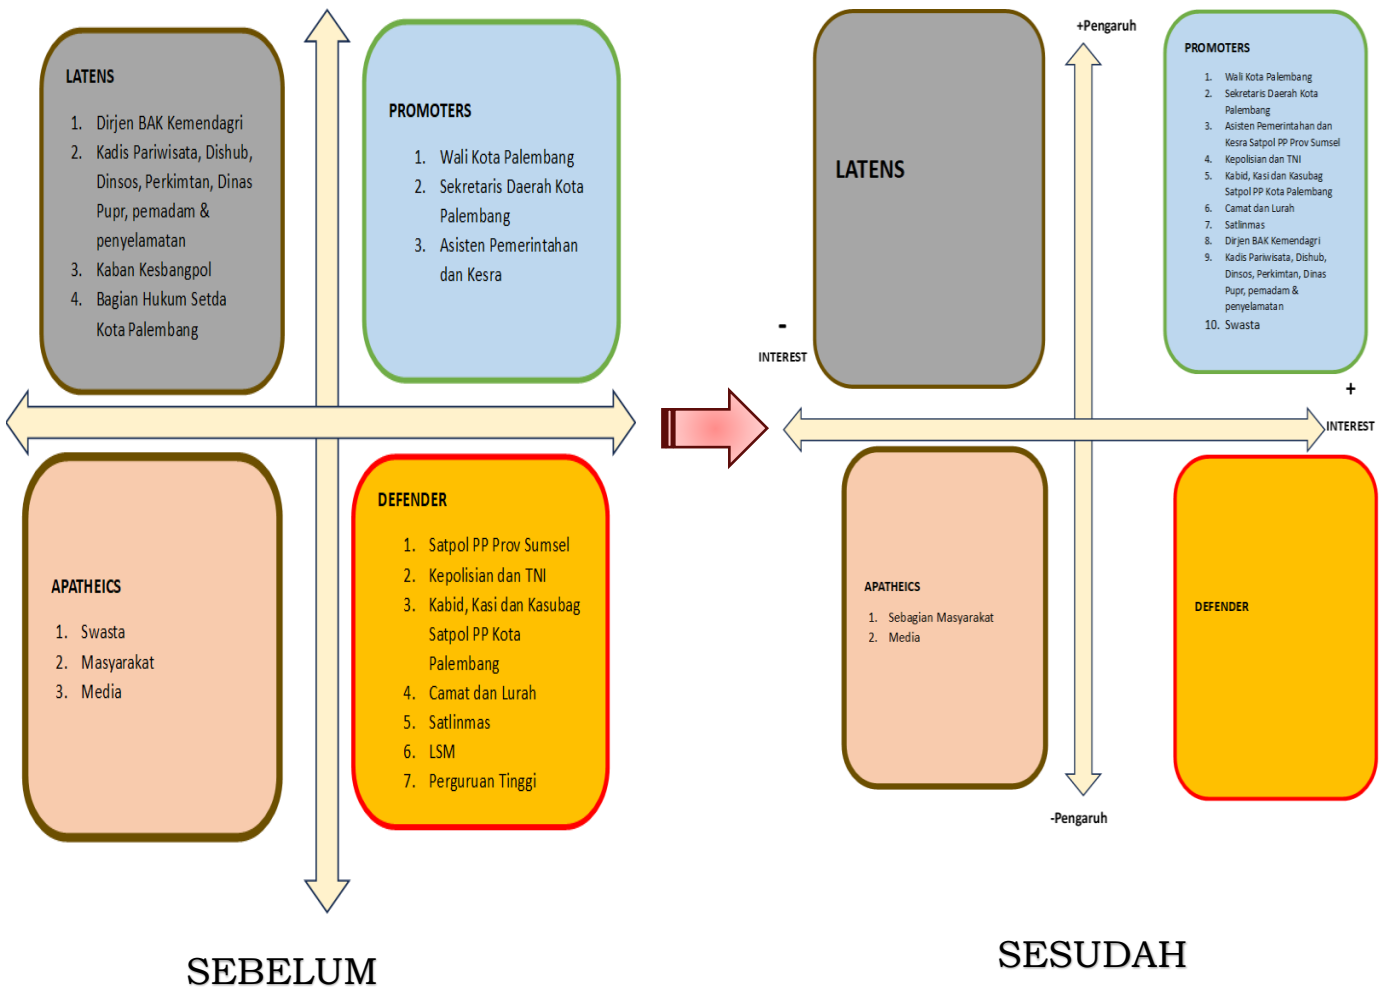 LATENS
1. Dirjen BAK Kemendagri
2. Kadis Pariwisata, Dishub,
Dinsos, Perkimtan, Dinas
Pupr, pemadam &
penyelamatan
3. Kaban Kesbangpol
4. Bagian Hukum Setda
Kota Palembang
PROMOTERS
1. Wali Kota Palembang
2. Sekretaris Daerah Kota
Palembang
3. Asisten Pemerintahan
dan Kesra
APATHEICS
1. Swasta
2. Masyarakat
3. Media
DEFENDER
1. Satpol PP Prov Sumsel
2. Kepolisian dan TNI
3. Kabid, Kasi dan Kasubag
Satpol PP Kota
Palembang
4. Camat dan Lurah
5. Satlinmas
6. LSM
7. Perguruan Tinggi
SEBELUM
+Pengaruh
LATENS
PROMOTERS
1. Wali Kota Palembang
2. Sekretaris Daerah Kota
Palembang
3. Asisten Pemerintahan dan
Kesra Satpol PP Prov Sumsel
4. Kepolisian dan TNI
5. Kabid, Kasi dan Kasubag
Satpol PP Kota Palembang
6. Camat dan Lurah
7. Satlinmas
8. Dirjen BAK Kemendagri
9. Kadis Pariwisata, Dishub,
Dinsos, Perkimtan, Dinas
Pupr, pemadam &
penyelamatan
10. Swasta
-
INTEREST
+
INTEREST
APATHEICS
1. Sebagian Masyarakat
2. Media
DEFENDER
-Pengaruh
SESUDAH